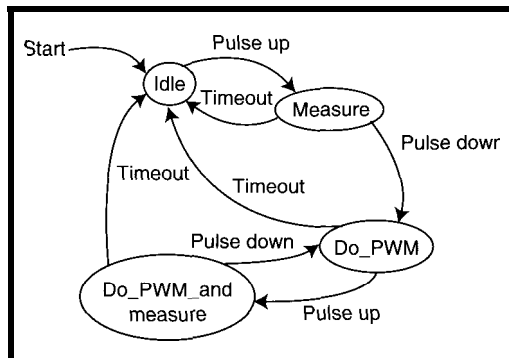 Pulse up
Start
Idle
Timeout
Measure
Pulse dowr
Timeout
Timeout
Pulse down
Do_PWM
Do_PWM_and
measure
Pulse up